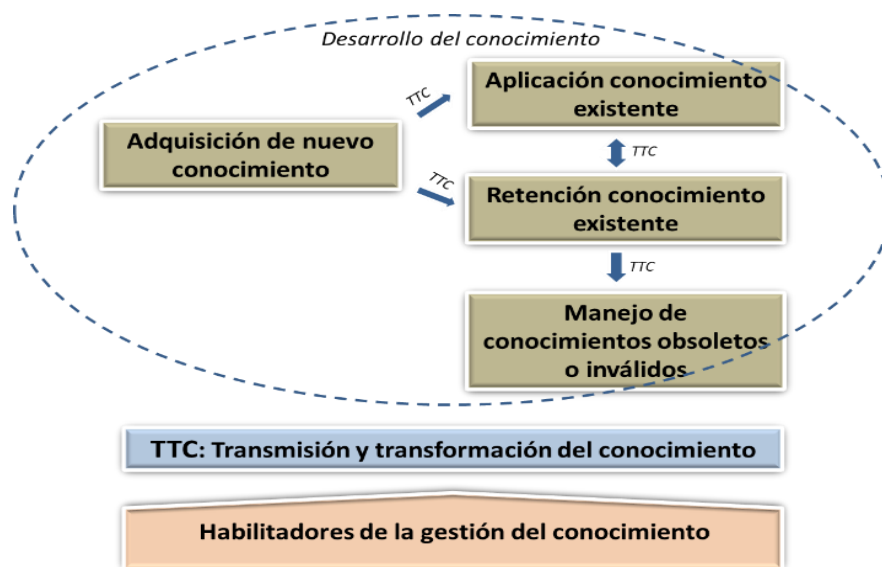 Desarrollo del conocimiento
Aplicación conocimiento
existente
TTC
Adquisición de nuevo
conocimiento
TTC
TTC
Retención conocimiento
existente
TTC
Manejo de
conocimientos obsoletos
o inválidos
TTC: Transmisión y transformación del conocimiento
Habilitadores de la gestión del conocimiento